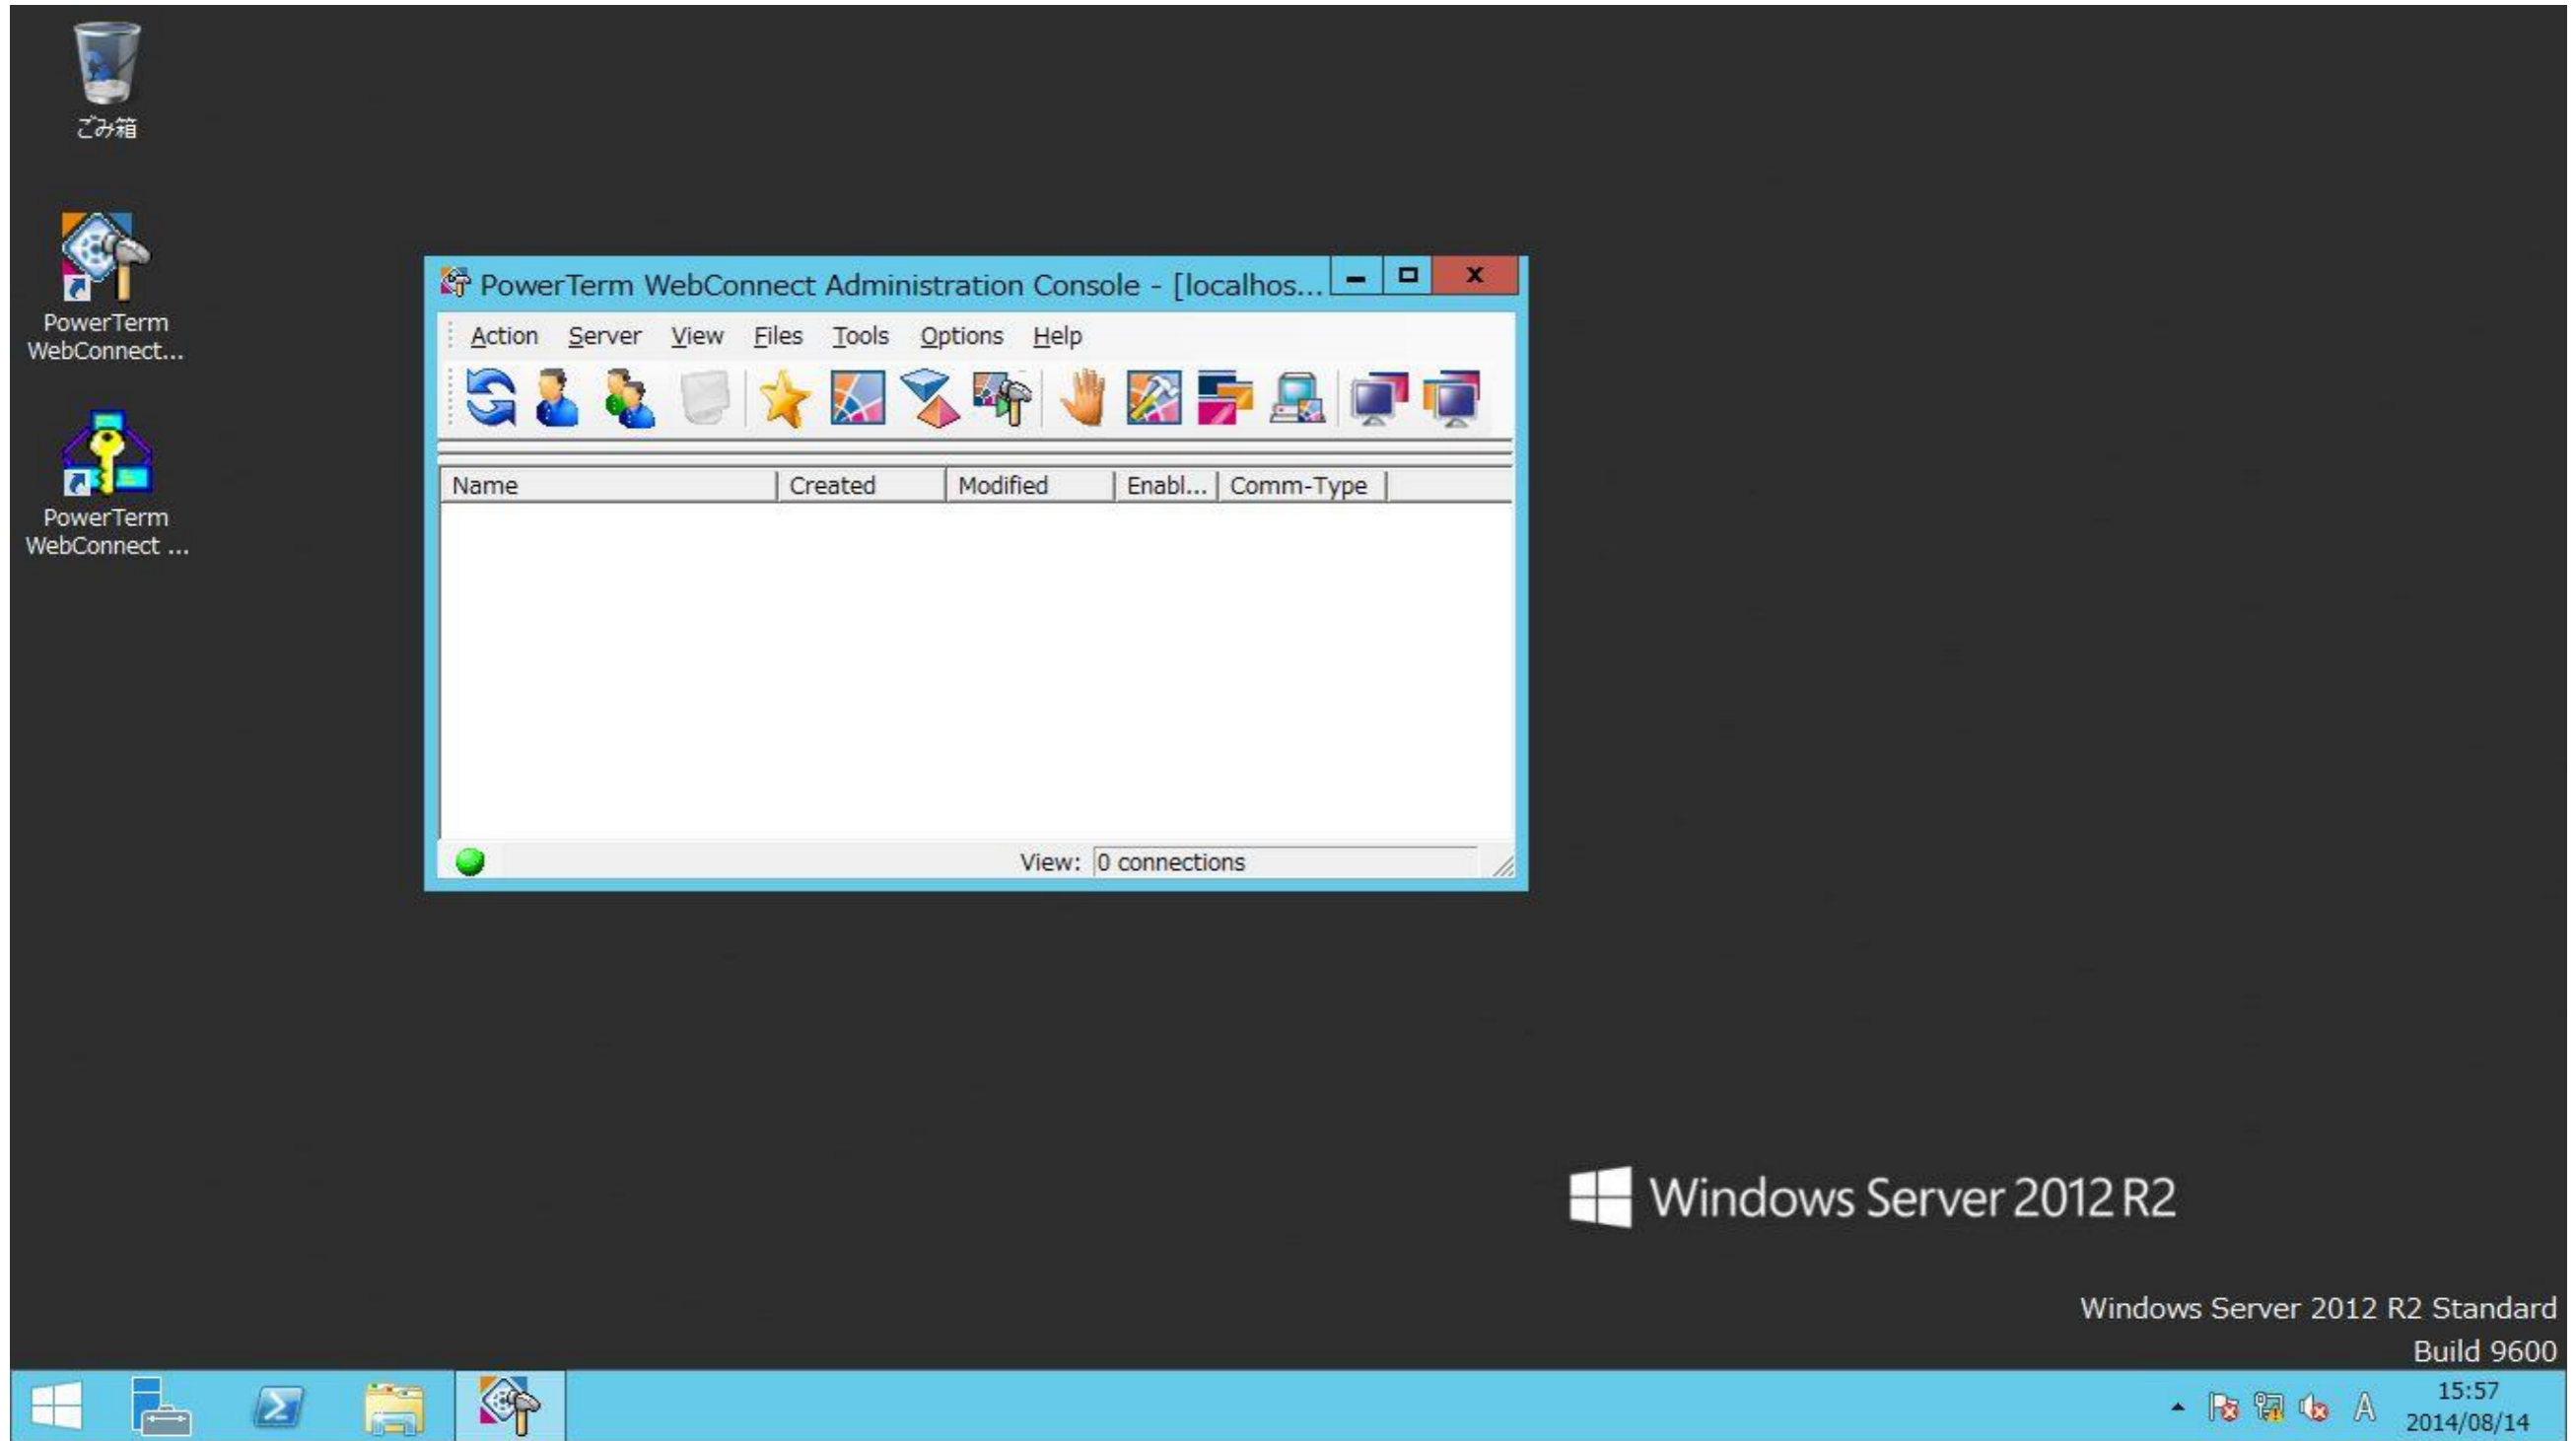 ごみ箱
PowerTerm
WebConnect...
PowerTerm
WebConnect ...
PowerTerm WebConnect Administration Console - [localhos...
Action Server View Files Tools Options Help
Name Created Modified Enabl... Comm-Type
View: 0 connections
Windows Server 2012 R2
Windows Server 2012 R2 Standard
Build 9600
A
15:57
2014/08/14